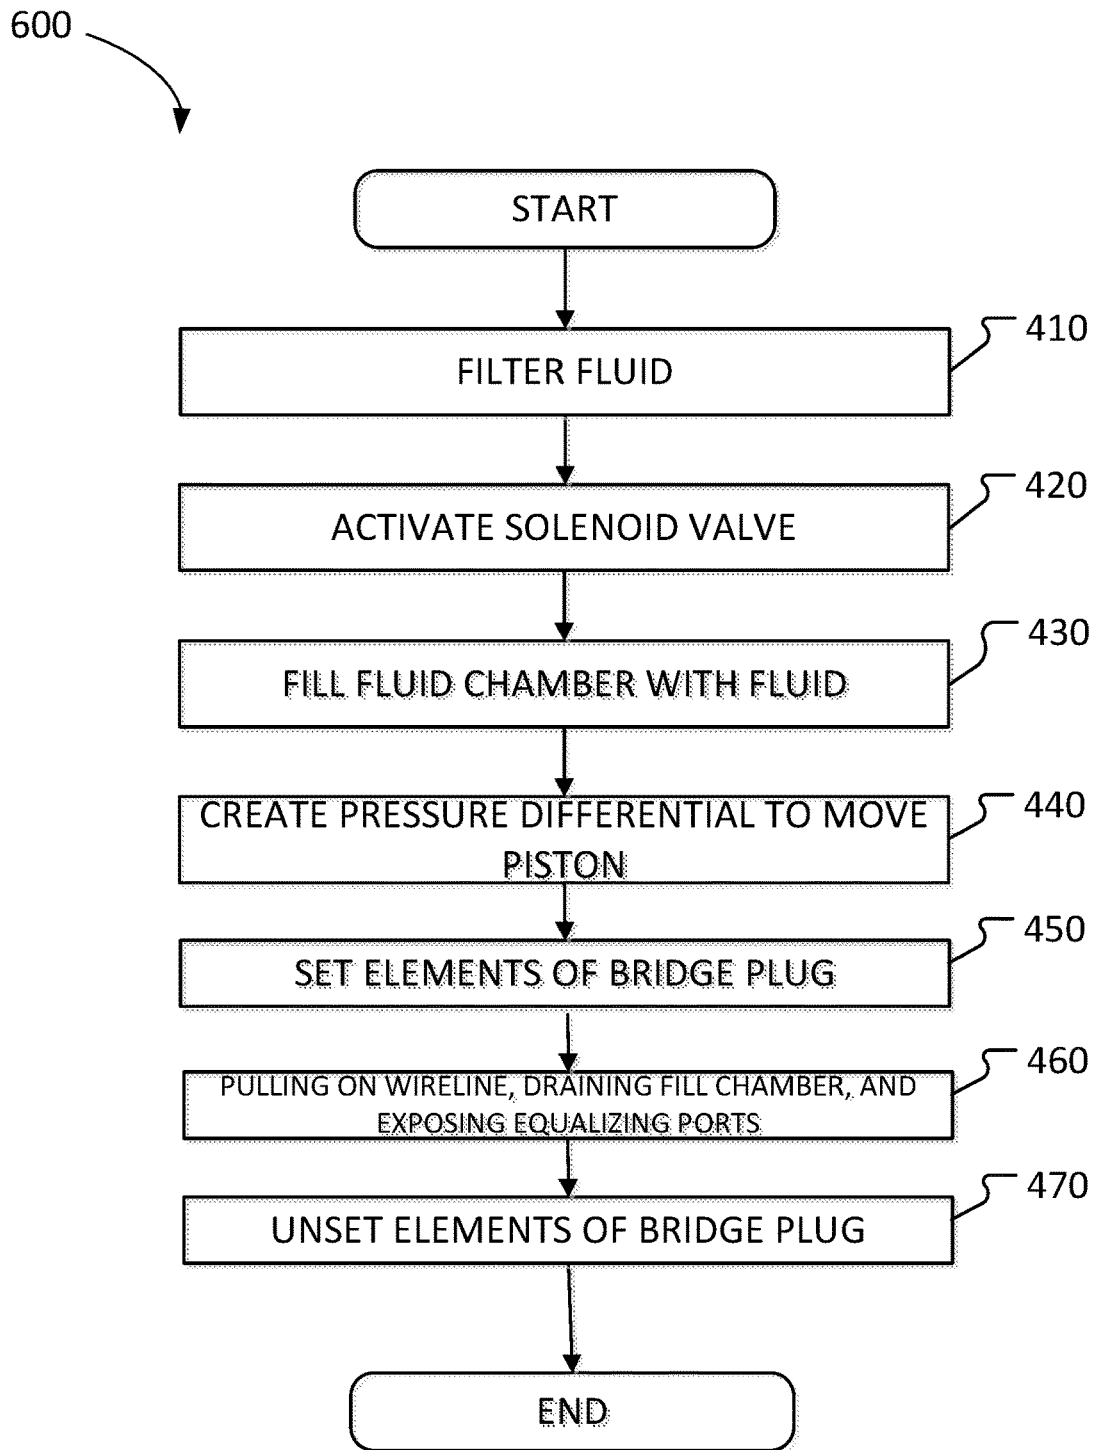 600
START
410
FILTER FLUID
420
ACTIVATE SOLENOID VALVE
430
FILL FLUID CHAMBER WITH FLUID
440
CREATE PRESSURE DIFFERENTIAL TO MOVE
PISTON
450
SET ELEMENTS OF BRIDGE PLUG
460
PULLING ON WIRELINE, DRAINING FILL CHAMBER, AND
EXPOSING EQUALIZING PORTS
470
UNSET ELEMENTS OF BRIDGE PLUG
END